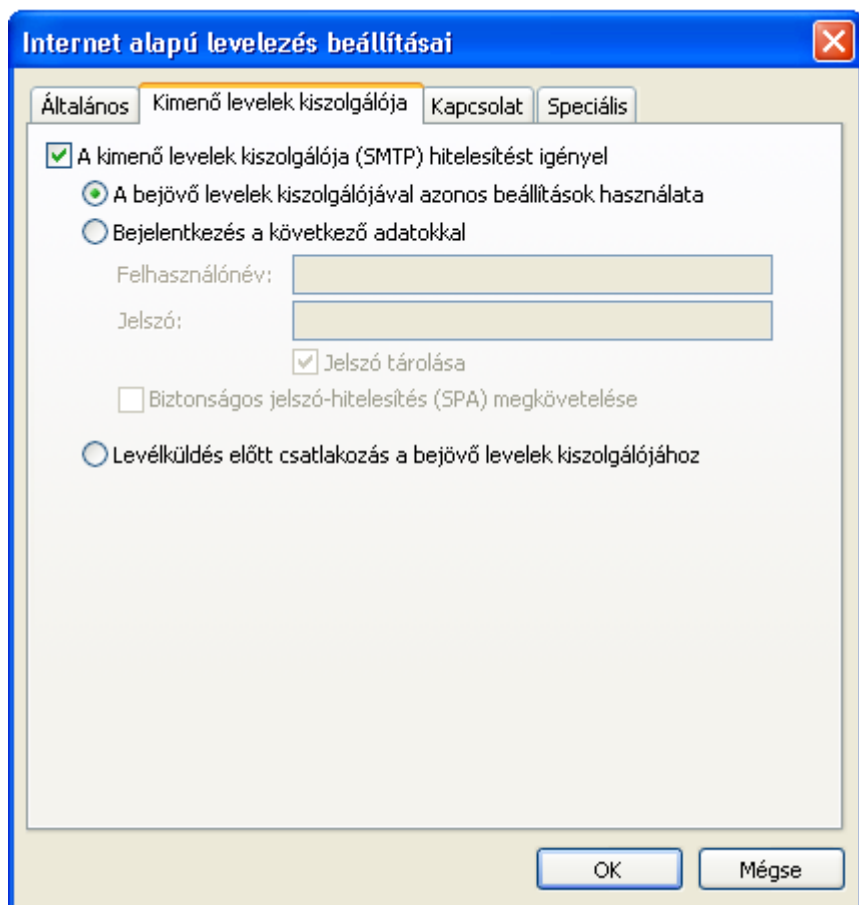 Internet alapú levelezés beállításai
Általános Kimenő levelek kiszolgálója Kapcsolat Speciális
A kimenő levelek kiszolgálója (SMTP) hitelesítést igényel
A bejövő levelek kiszolgálójával azonos beállítások használata
Bejelentkezés a következő adatokkal
Felhasználónév:
Jelszó:
Jelszó tárolása
Biztonságos jelszó-hitelesítés (SPA) megkövetelése
Levélküldés előtt csatlakozás a bejövő levelek kiszolgálójához
OK Mégse